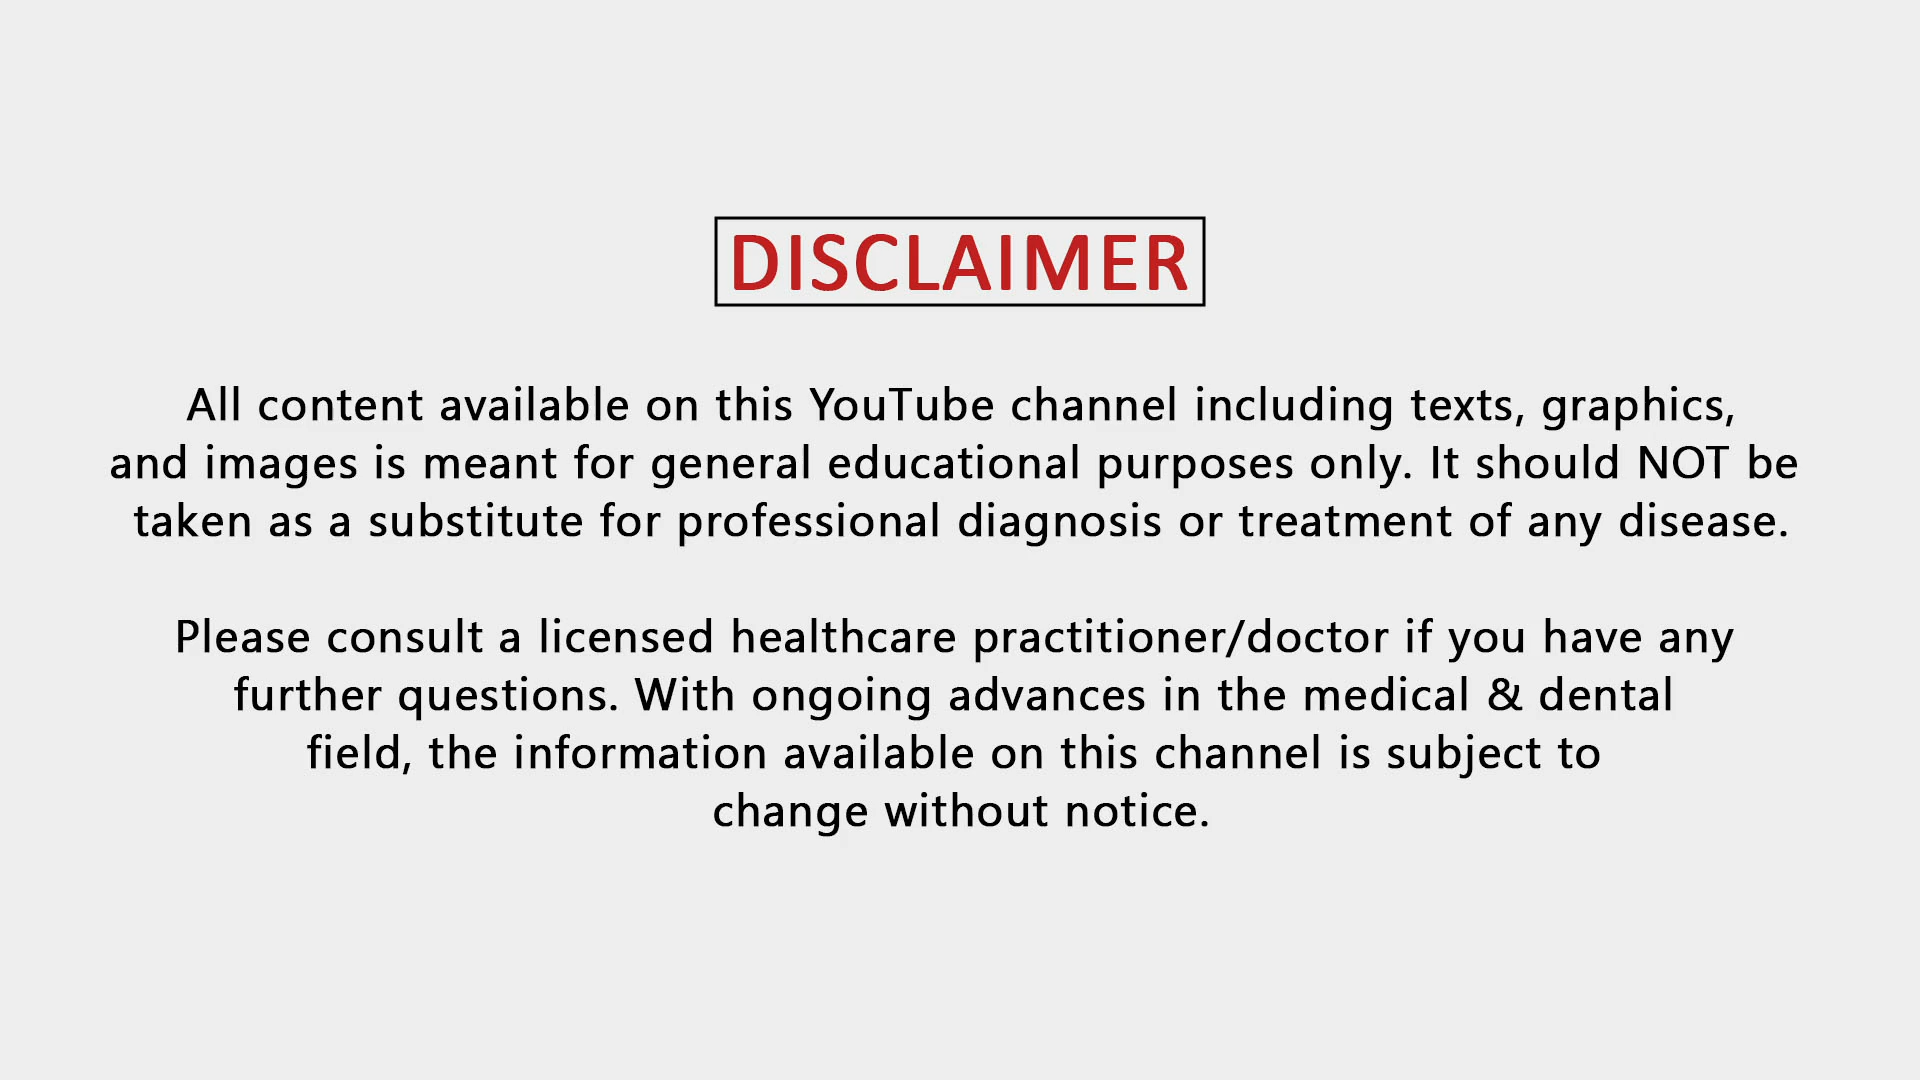 DISCLAIMER
All content available on this YouTube channel including texts, graphics,
and images is meant for general educational purposes only. It should NOT be
taken as a substitute for professional diagnosis or treatment of any disease.
Please consult a licensed healthcare practitioner/doctor if you have any
further questions. With ongoing advances in the medical & dental
field, the information available on this channel is subject to
change without notice.